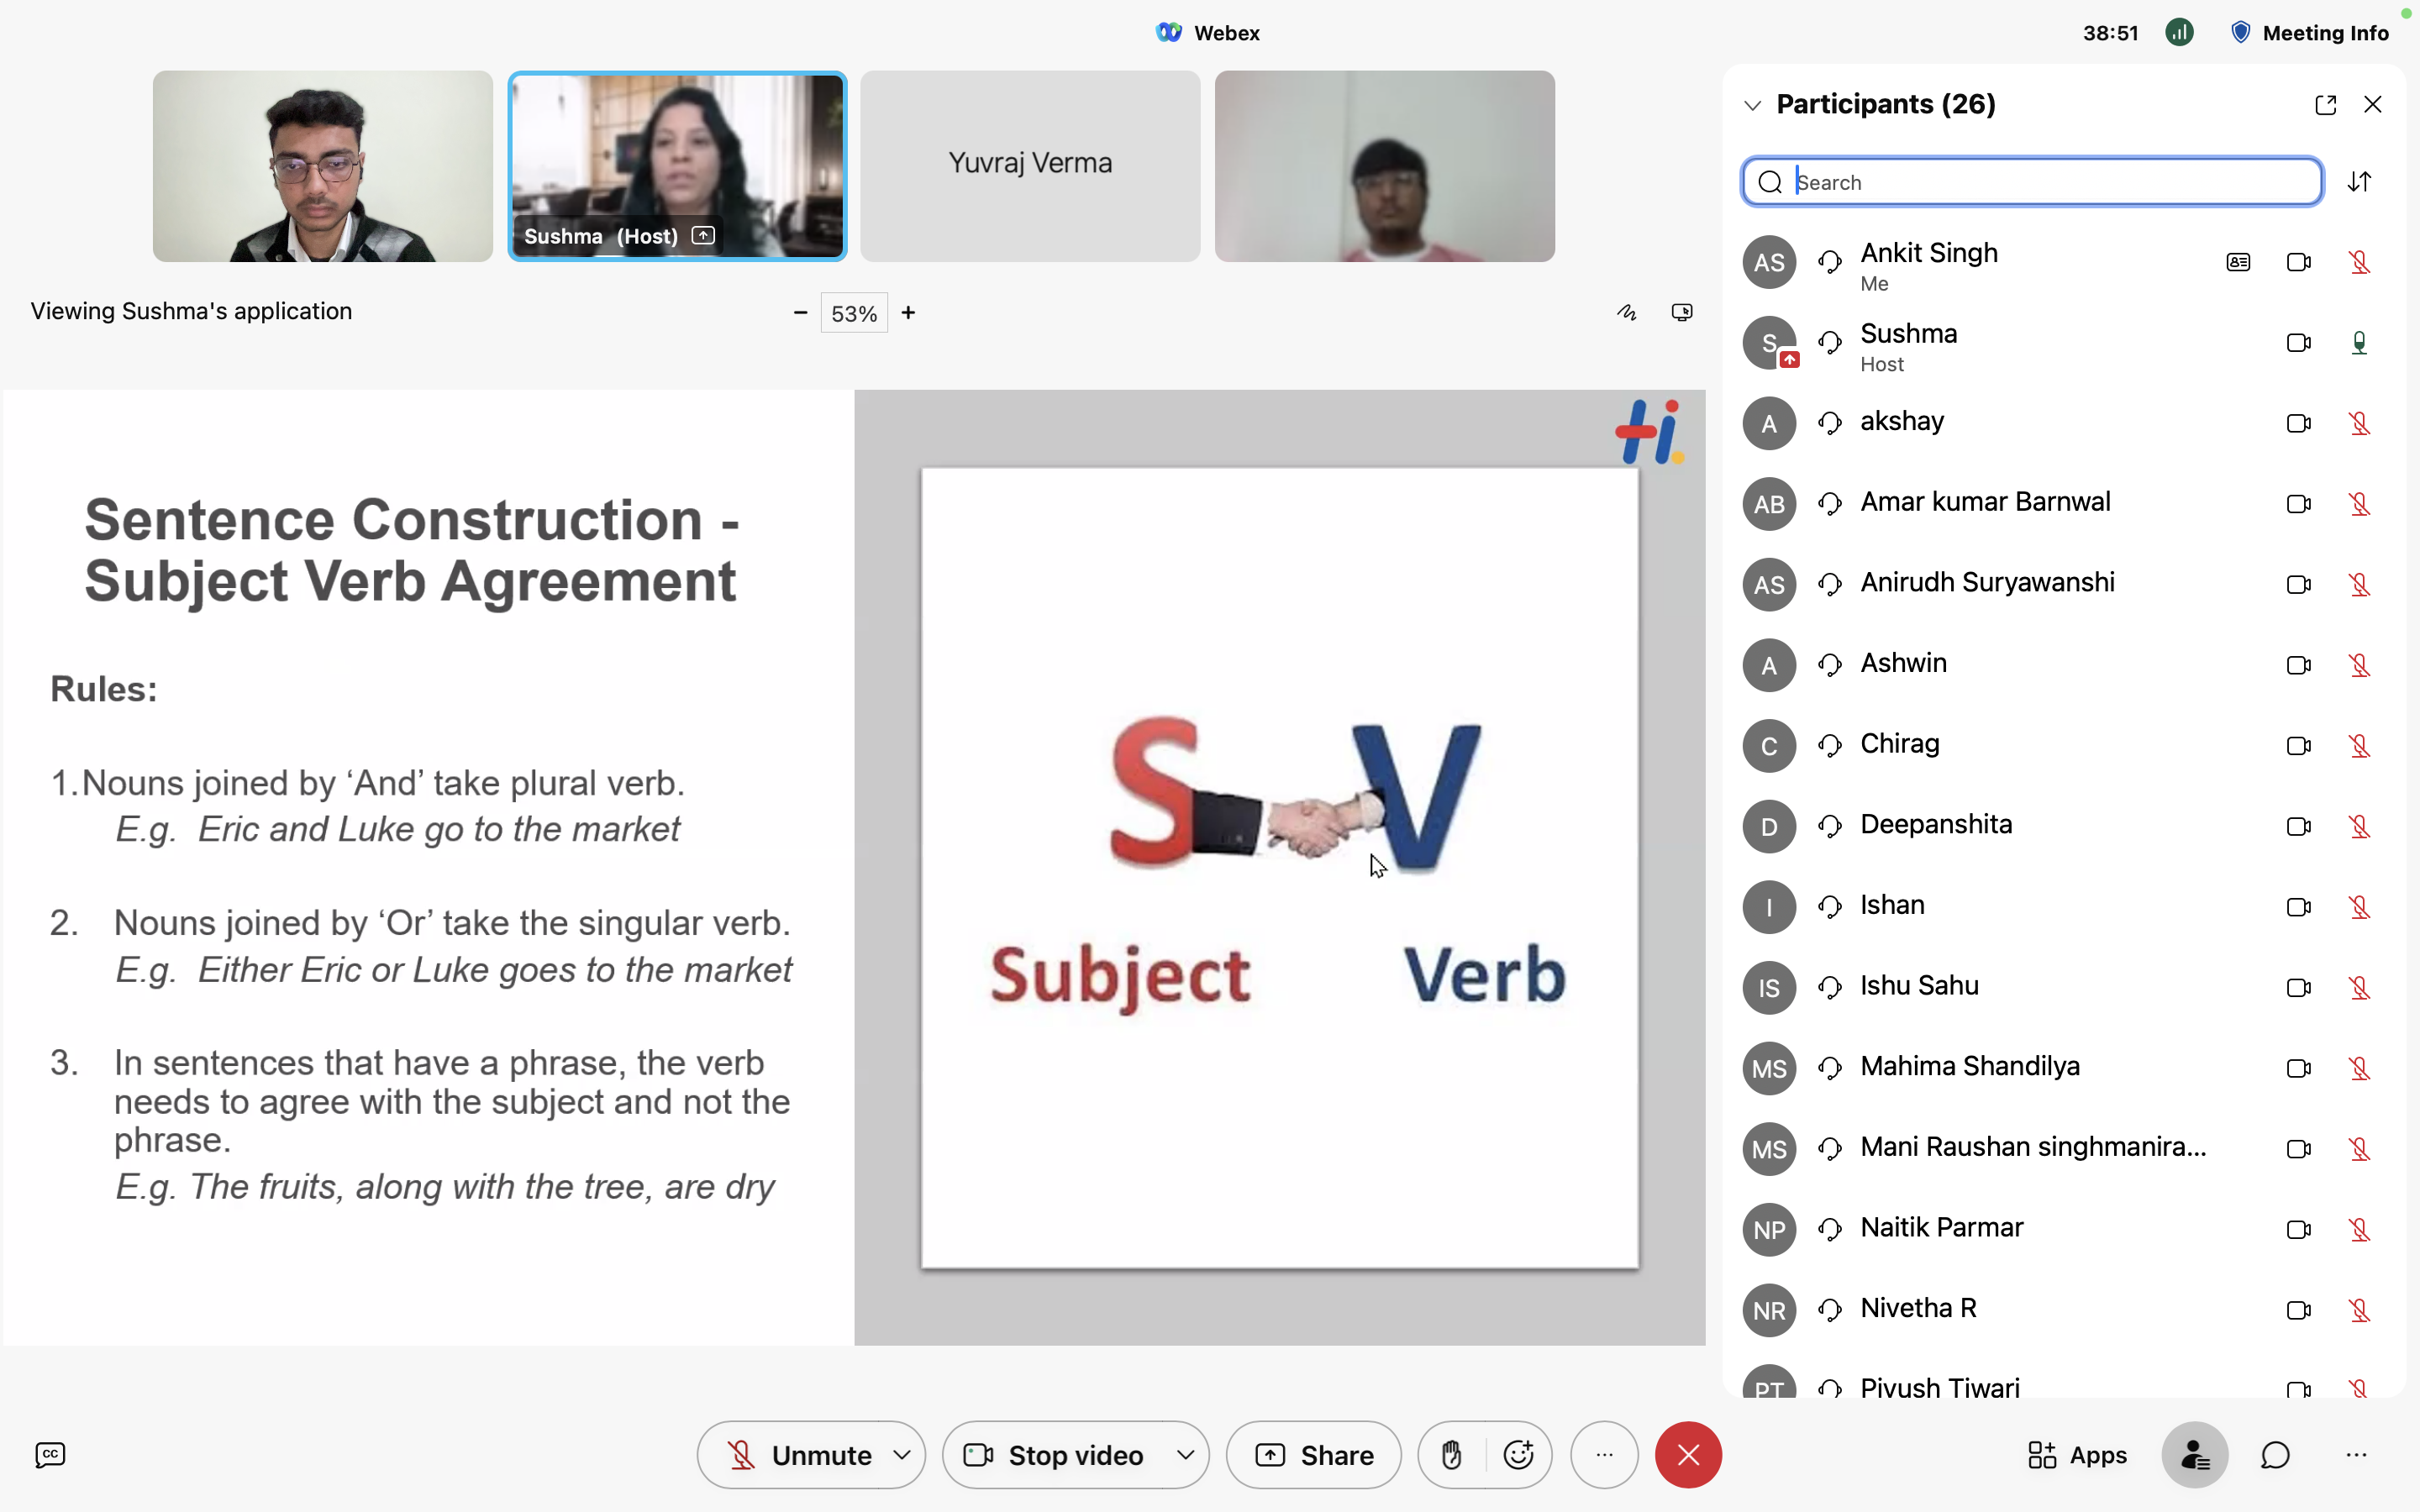 Webex
38:51
Meeting Info
Sushma (Host)
Yuvraj Verma
Viewing Sushma's application
53%
Sentence Construction -
Subject Verb Agreement
Rules:
1.Nouns joined by ‘And’ take plural verb.
E.g. Eric and Luke go to the market
2. Nouns joined by ‘Or’ take the singular verb.
E.g. Either Eric or Luke goes to the market
3. In sentences that have a phrase, the verb
needs to agree with the subject and not the
phrase.
E.g. The fruits, along with the tree, are dry
Hi
S V
Subject Verb
Participants (26)
Search
AS Ankit Singh
Me
S Sushma
Host
A akshay
AB Amar kumar Barnwal
AS Anirudh Suryawanshi
A Ashwin
C Chirag
D Deepanshita
I Ishan
IS Ishu Sahu
MS Mahima Shandilya
MS Mani Raushan singhmanira...
NP Naitik Parmar
NR Nivetha R
PT Piyush Tiwari
CC
Unmute
Stop video
Share
Apps